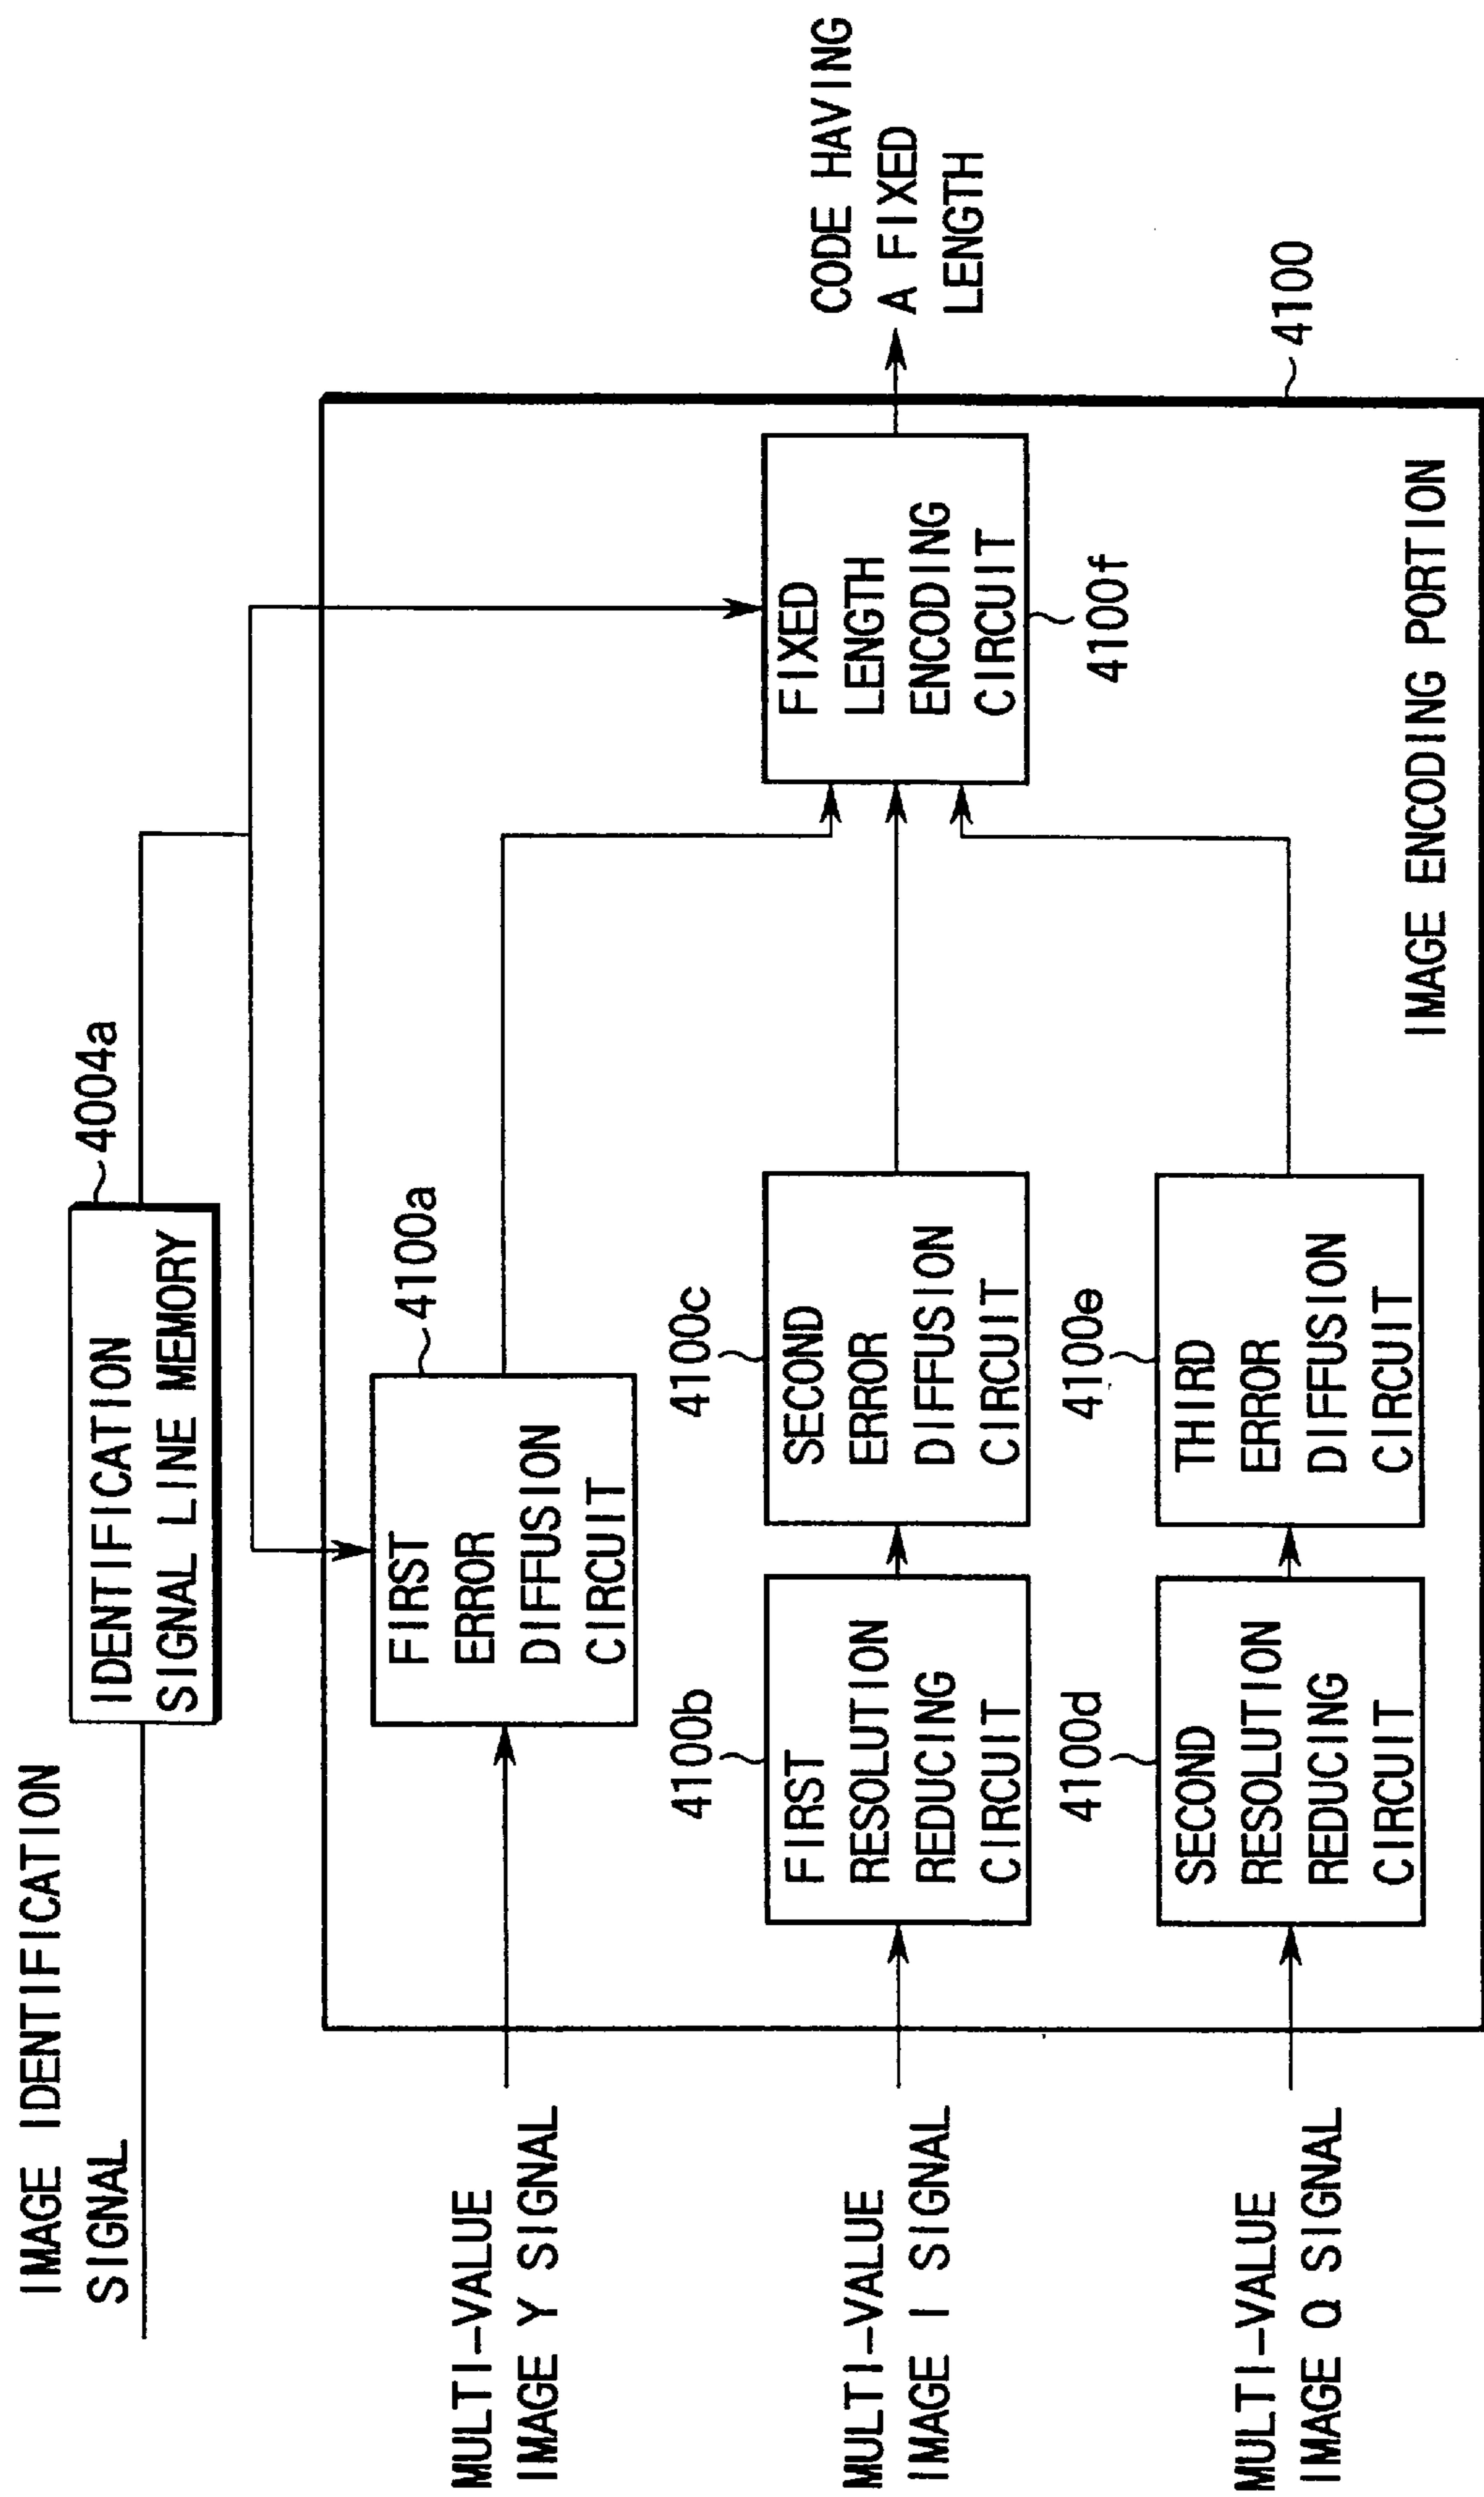 IMAGE IDENTIFICATION
SIGNAL
IDENTIFICATION
SIGNAL LINE MEMORY
4004a
MULTI-VALUE
IMAGE Y SIGNAL
FIRST
ERROR
DIFFUSION
CIRCUIT
4100a
MULTI-VALUE
IMAGE I SIGNAL
4100b
FIRST
RESOLUTION
REDUCING
CIRCUIT
4100c
SECOND
ERROR
DIFFUSION
CIRCUIT
FIXED
LENGTH
ENCODING
CIRCUIT
4100f
CODE HAVING
A FIXED
LENGTH
MULTI-VALUE
IMAGE Q SIGNAL
4100d
SECOND
RESOLUTION
REDUCING
CIRCUIT
4100e
THIRD
ERROR
DIFFUSION
CIRCUIT
IMAGE ENCODING PORTION
4100